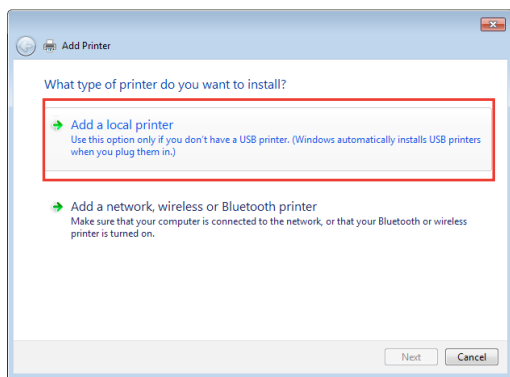 Add Printer
What type of printer do you want to install?
Add a local printer
Use this option only if you don't have a USB printer. (Windows automatically installs USB printers
when you plug them in.)
Add a network, wireless or Bluetooth printer
Make sure that your computer is connected to the network, or that your Bluetooth or wireless
printer is turned on.
Next Cancel